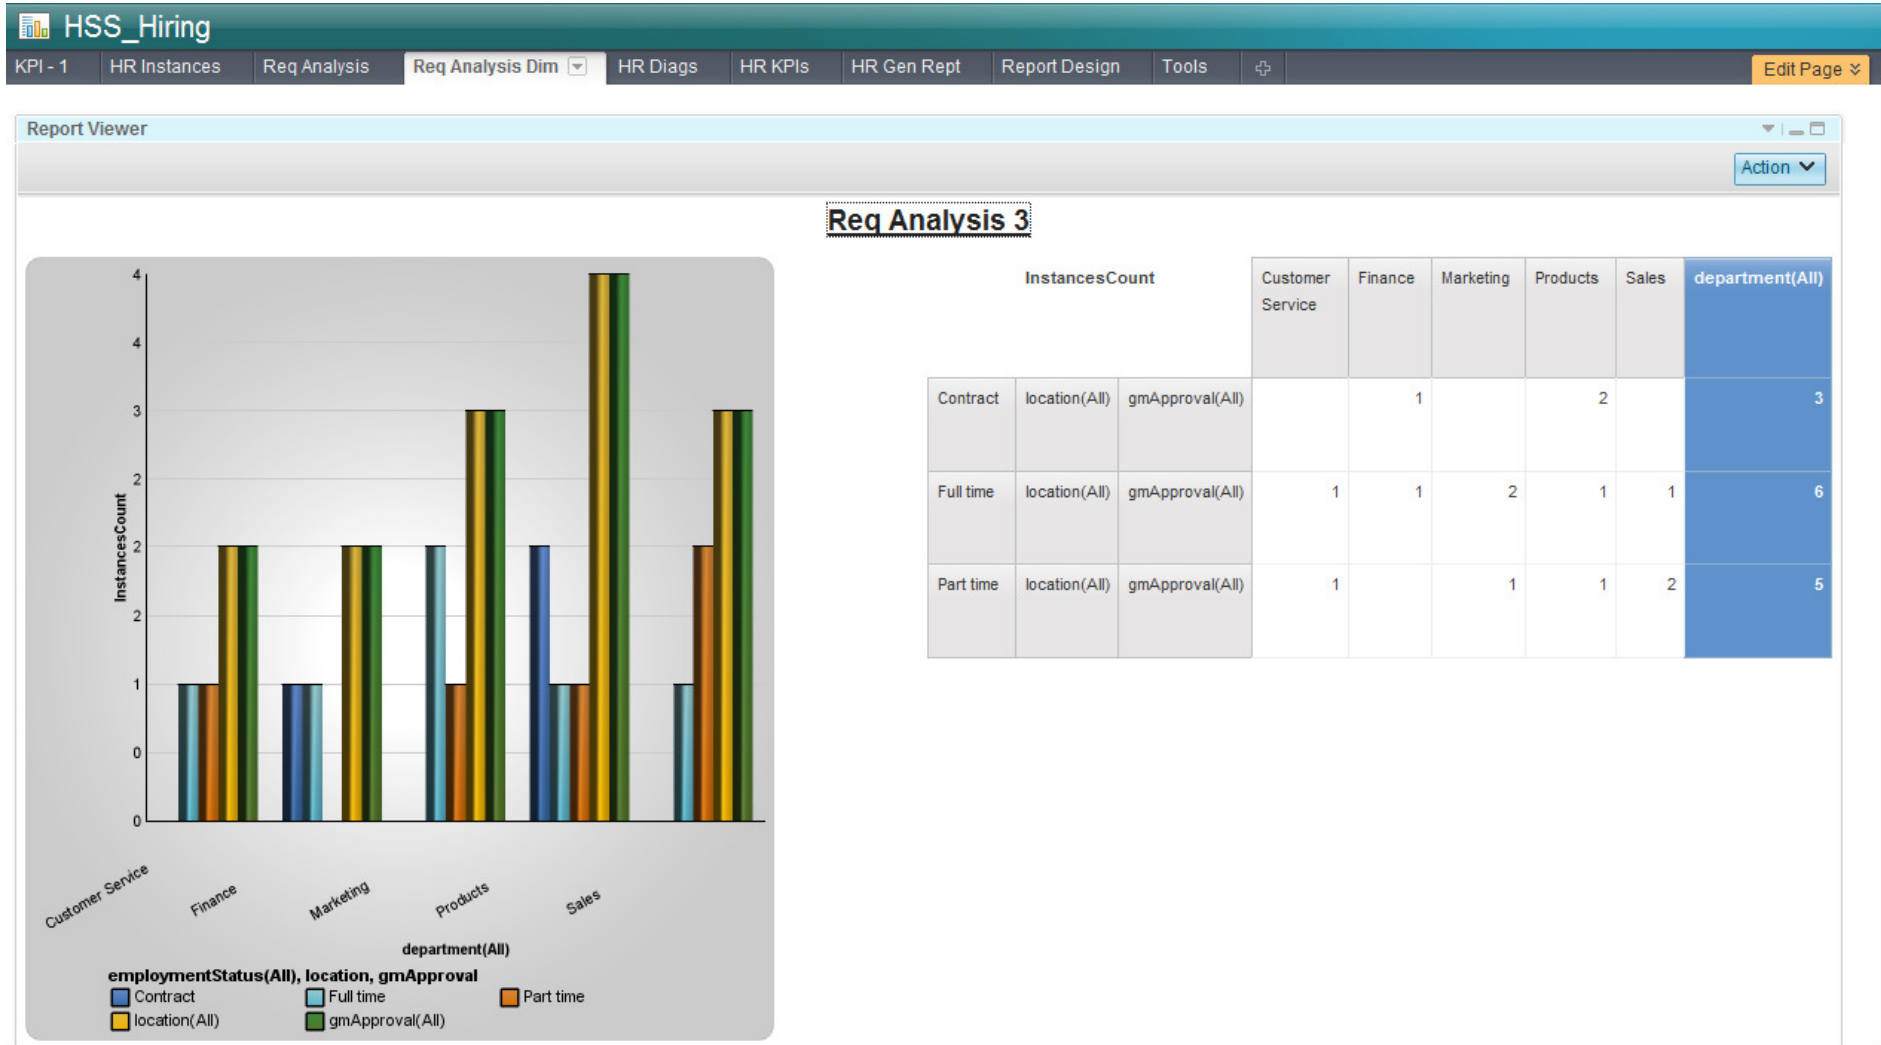 HSS_Hiring
KPI - 1 HR Instances Req Analysis Req Analysis Dim HR Diags HR KPIs HR Gen Rept Report Design Tools Edit Page
Report Viewer
Action
Req Analysis 3
4
4
3
2
2
2
1
0
0
InstancesCount
Customer Service Finance Marketing Products Sales
department(All)
employmentStatus(All), location, gmApproval
Contract Full time Part time
location(All) gmApproval(All)
InstancesCount Customer Finance Marketing Products Sales department(All)
Service
Contract location(All) gmApproval(All) 1 2 3
Full time location(All) gmApproval(All) 1 1 2 1 1 6
Part time location(All) gmApproval(All) 1 1 1 2 5